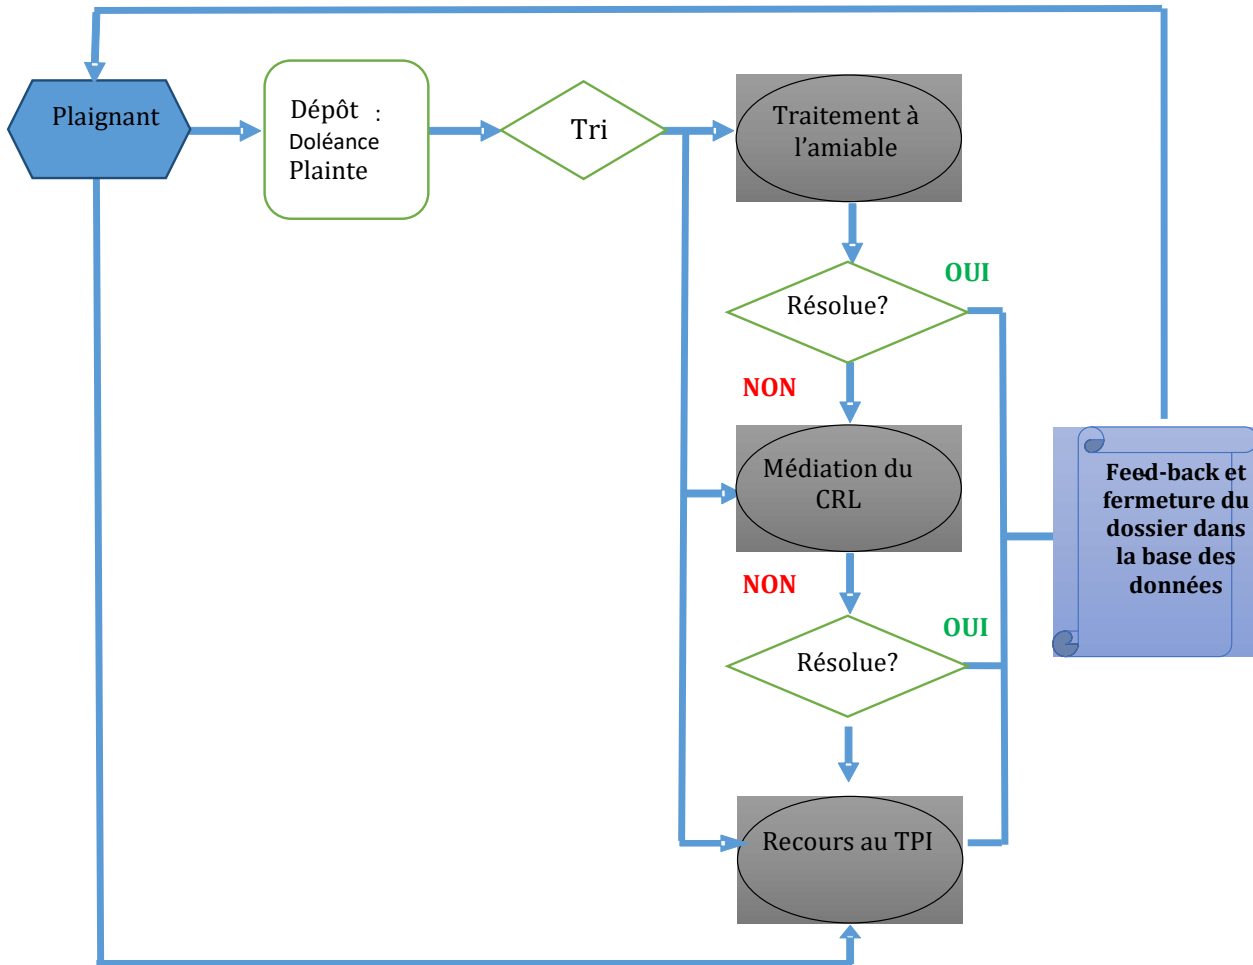 Plaignant
Dépôt :
Doléance
Plainte
Tri
Traitement à
l’amiable
Résolue?
OUI
NON
Médiation du
CRL
NON
Résolue?
OUI
Recours au TPI
Feed-back et
fermeture du
dossier dans
la base des
données